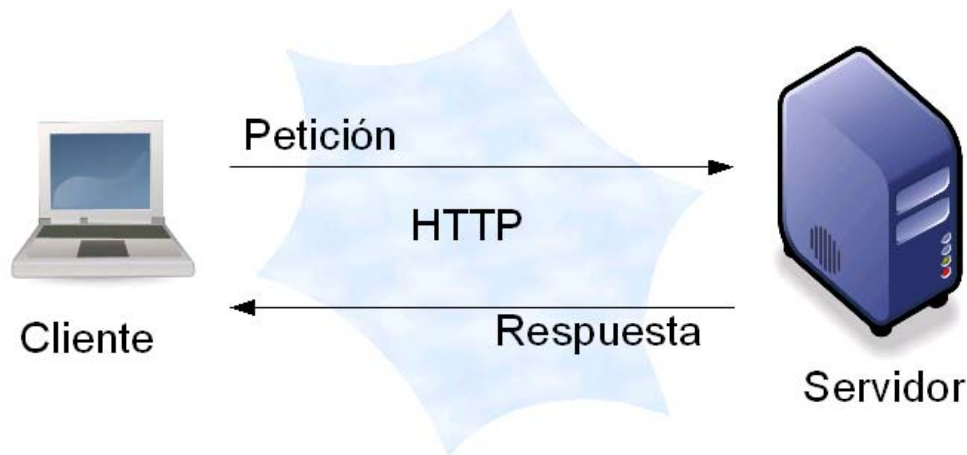 Petición
HTTP
Respuesta
Cliente
Servidor